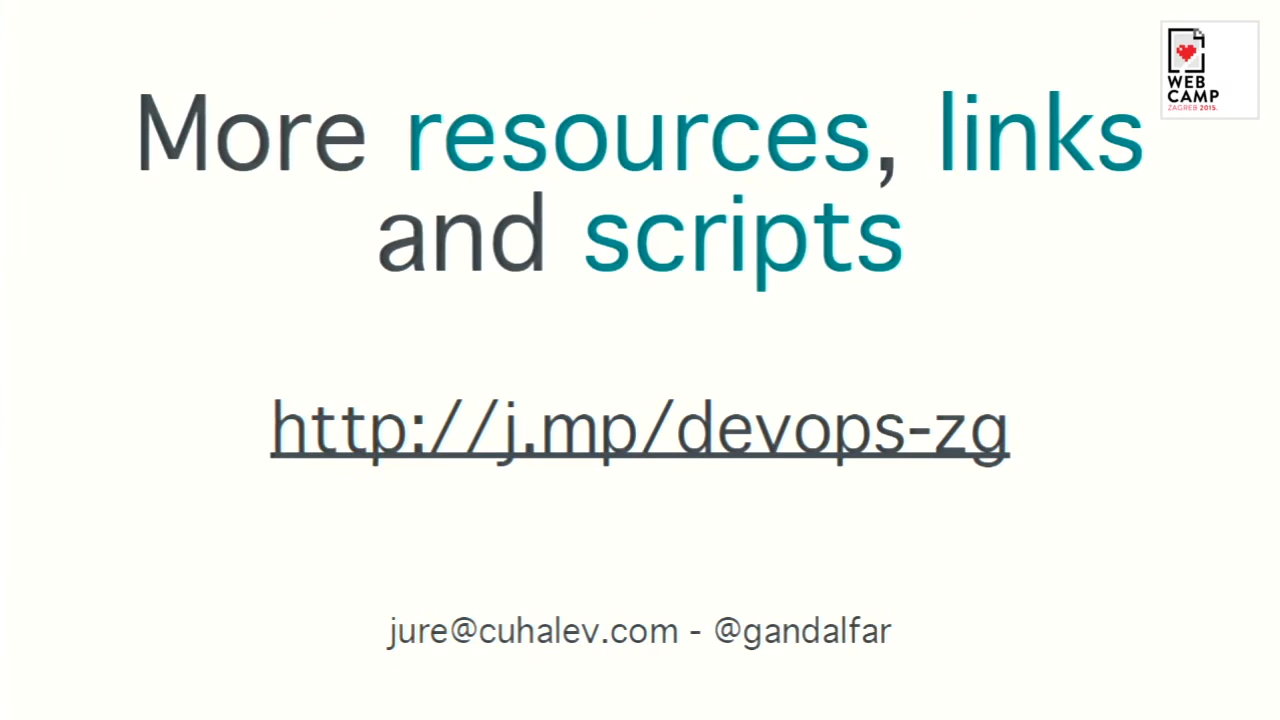 More resources, links
and scripts
http://j.mp/devops-zg
jure@cuhalev.com - @gandalfar
WEB
CAMP
ZAGREB 2015.